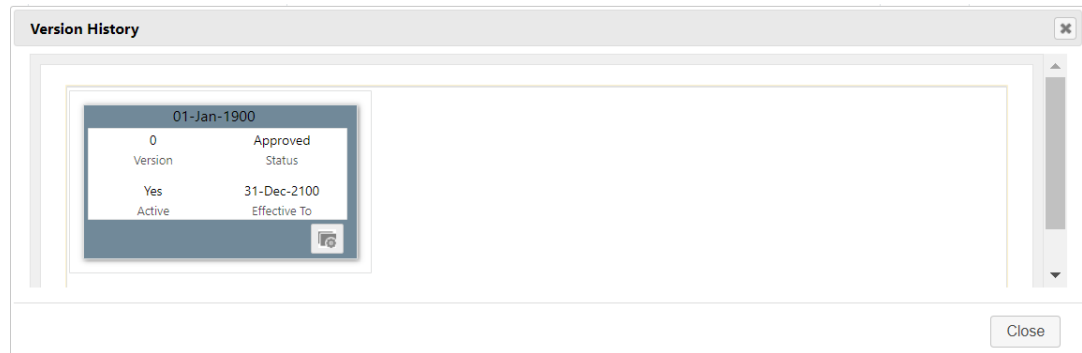 Version History
01-Jan-1900
0 Approved
Version Status
Yes 31-Dec-2100
Active Effective To
Close